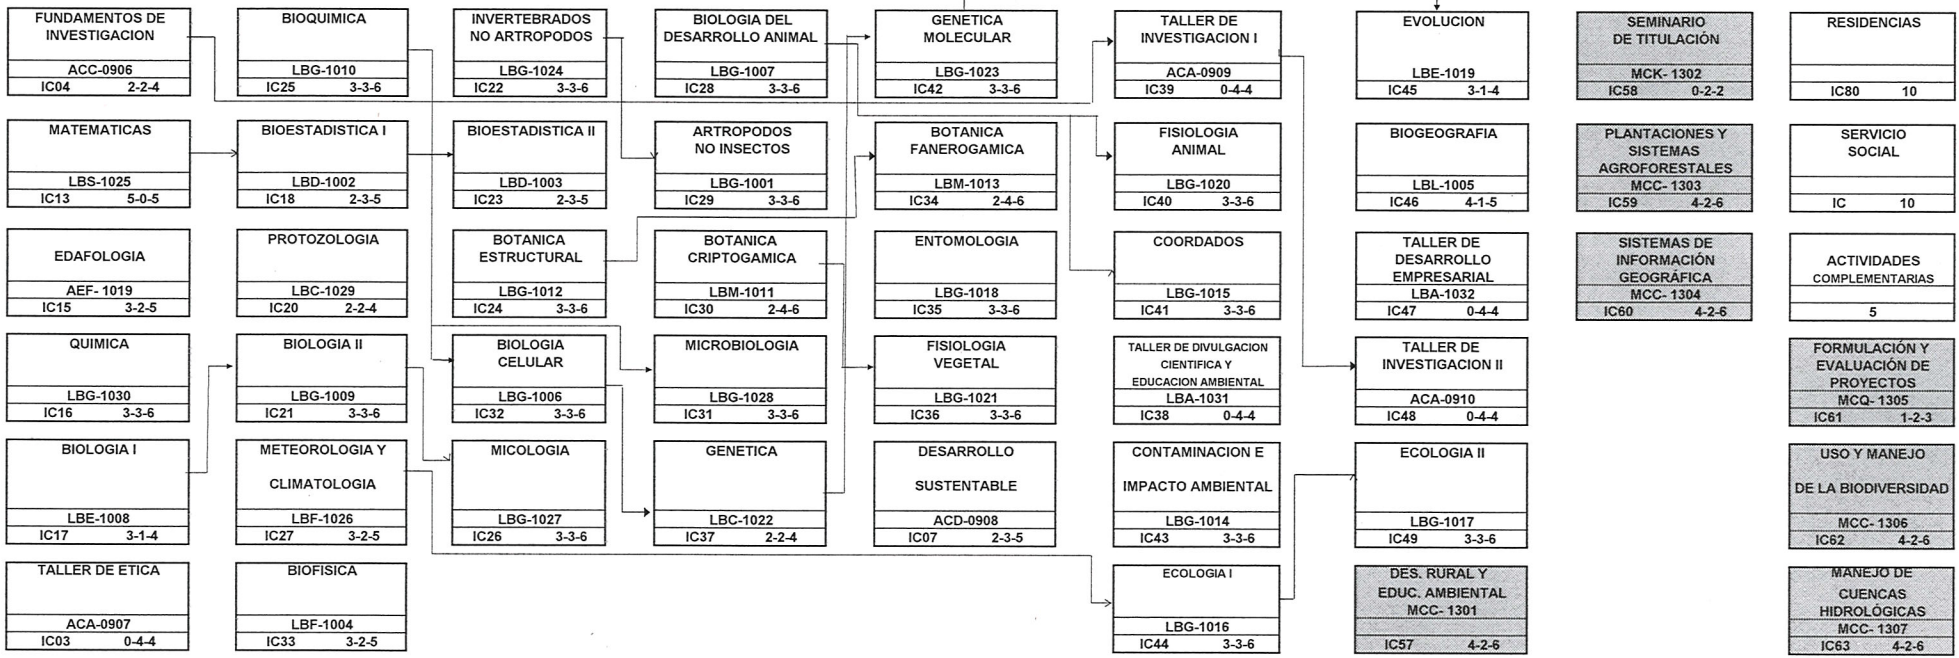 FUNDAMENTOS DE
INVESTIGACION
ACC-0906
IC04 2-2-4
MATEMATICAS
LBS-1025
IC13 5-0-5
EDAFOLOGIA
AEF- 1019
IC15 3-2-5
QUIMICA
LBG-1030
IC16 3-3-6
BIOLOGIA I
LBE-1008
IC17 3-1-4
TALLER DE ETICA
ACA-0907
IC03 0-4-4
BIOQUIMICA
LBG-1010
IC25 3-3-6
BIOESTADISTICA I
LBD-1002
IC18 2-3-5
PROTOZOLOGIA
LBC-1029
IC20 2-2-4
BIOLOGIA II
LBG-1009
IC21 3-3-6
METEOROLOGIA Y
CLIMATOLOGIA
LBF-1026
IC27 3-2-5
BIOFISICA
LBF-1004
IC33 3-2-5
INVERTEBRADOS
NO ARTROPODOS
LBG-1024
IC22 3-3-6
BIOESTADISTICA II
LBD-1003
IC23 2-3-5
BOTANICA
ESTRUCTURAL
LBG-1012
IC24 3-3-6
BIOLOGIA
CELULAR
LBG-1006
IC32 3-3-6
MICOLOGIA
LBG-1027
IC26 3-3-6
BIOLOGIA DEL
DESARROLLO ANIMAL
LBG-1007
IC28 3-3-6
ARTROPODOS
NO INSECTOS
LBG-1001
IC29 3-3-6
BOTANICA
CRIPTOGAMICA
LBM-1011
IC30 2-4-6
MICROBIOLOGIA
LBG-1028
IC31 3-3-6
GENETICA
LBC-1022
IC37 2-2-4
GENETICA
MOLECULAR
LBG-1023
IC42 3-3-6
BOTANICA
FANEROGAMICA
LBM-1013
IC34 2-4-6
ENTOMOLOGIA
LBG-1018
IC35 3-3-6
FISIOLOGIA
VEGETAL
LBG-1021
IC36 3-3-6
DESARROLLO
SUSTENTABLE
ACD-0908
IC07 2-3-5
TALLER DE
INVESTIGACION I
ACA-0909
IC39 0-4-4
FISIOLOGIA
ANIMAL
LBG-1020
IC40 3-3-6
COORDADOS
LBG-1015
IC41 3-3-6
TALLER DE DIVULGACION
CIENTIFICA Y
EDUCACION AMBIENTAL
LBA-1031
IC38 0-4-4
CONTAMINACION E
IMPACTO AMBIENTAL
LBG-1014
IC43 3-3-6
ECOLOGIA I
LBG-1016
IC44 3-3-6
EVOLUCION
LBE-1019
IC45 3-1-4
BIOGEOGRAFIA
LBL-1005
IC46 4-1-5
TALLER DE
DESARROLLO
EMPRESARIAL
LBA-1032
IC47 0-4-4
TALLER DE
INVESTIGACION II
ACA-0910
IC48 0-4-4
ECOLOGIA II
LBG-1017
IC49 3-3-6
DES. RURAL Y
EDUC. AMBIENTAL
MCC- 1301
IC57 4-2-6
SEMINARIO
DE TITULACIÓN
MCK- 1302
IC58 0-2-2
PLANTACIONES Y
SISTEMAS
AGROFORESTALES
MCC- 1303
IC59 4-2-6
SISTEMAS DE
INFORMACIÓN
GEOGRÁFICA
MCC- 1304
IC60 4-2-6
RESIDENCIAS
IC80 10
SERVICIO
SOCIAL
IC 10
ACTIVIDADES
COMPLEMENTARIAS
5
FORMULACIÓN Y
EVALUACIÓN DE
PROYECTOS
MCQ- 1305
IC61 1-2-3
USO Y MANEJO
DE LA BIODIVERSIDAD
MCC- 1306
IC62 4-2-6
MANEJO DE
CUENCAS
HIDROLÓGICAS
MCC- 1307
IC63 4-2-6